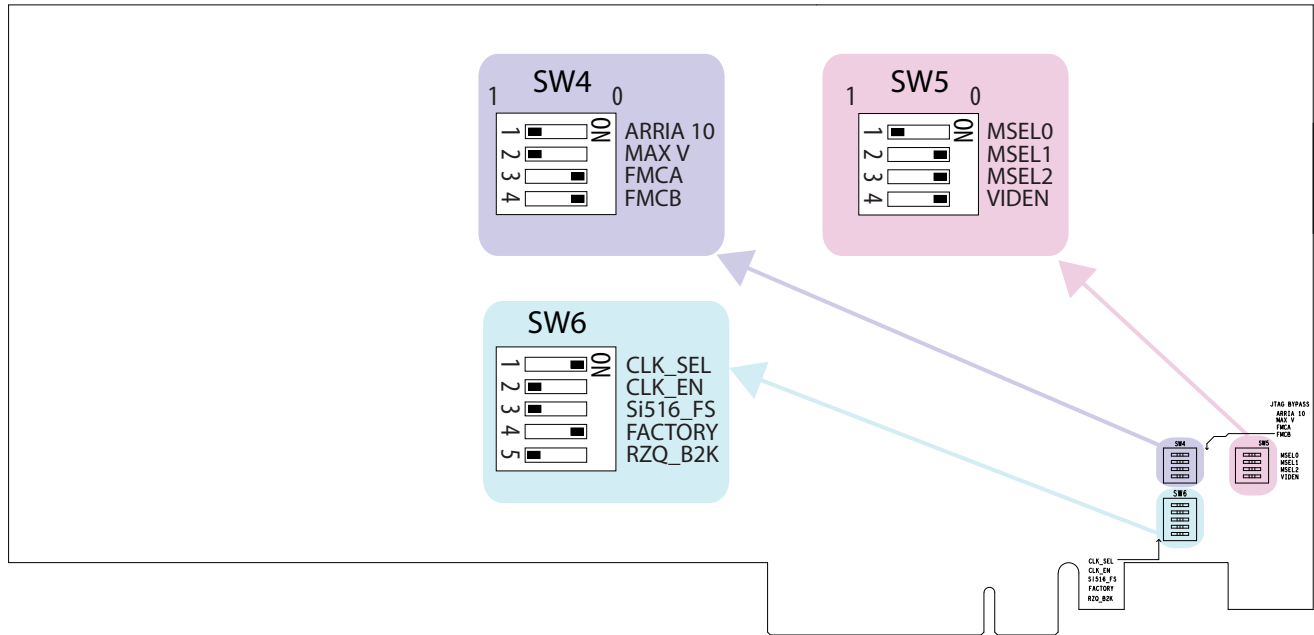 SW4
1 0
ON
1 ARRIA 10
2 MAX V
3 FMCA
4 FMCB
SW5
1 0
ON
1 MSEL0
2 MSEL1
3 MSEL2
4 VIDEN
SW6
ON
1 CLK_SEL
2 CLK_EN
3 Si516_FS
4 FACTORY
5 RZQ_B2K
JTAG BYPASS
ARRIA 10
MAX V
FMCA
FMCB
SW4
SW5
MSEL0
MSEL1
MSEL2
VIDEN
SW6
CLK_SEL
CLK_EN
SI516_FS
FACTORY
RZQ_B2K